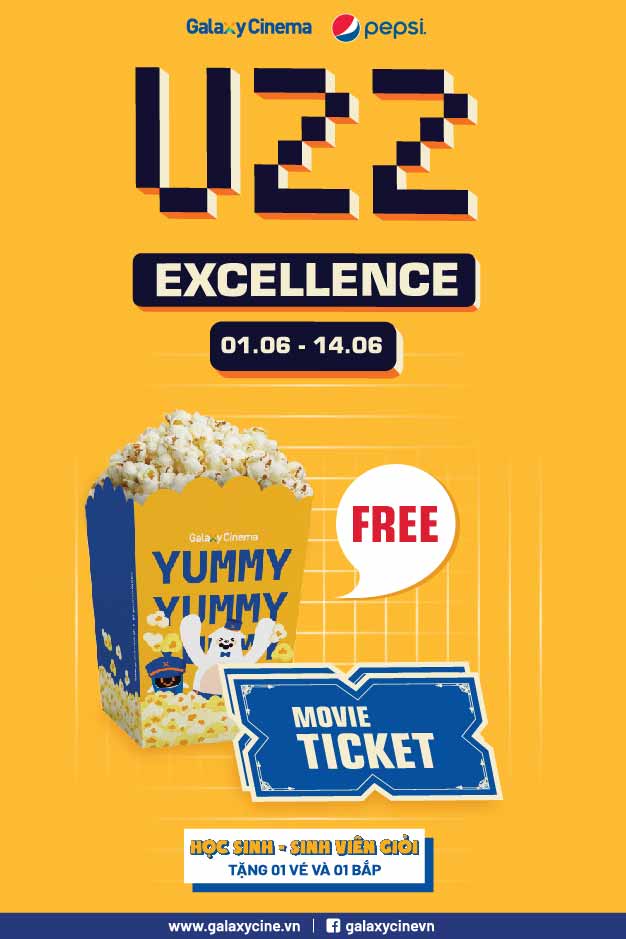 Galaxy Cinema pepsi.
U22
EXCELLENCE
01.06 - 14.06
FREE
Galaxy Cinema
YUMMY
YUMMY
YUMMY
MOVIE
TICKET
HỌC SINH - SINH VIÊN GIỎI
TẶNG 01 VÉ VÀ 01 BẮP
www.galaxycine.vn | galaxycinevn